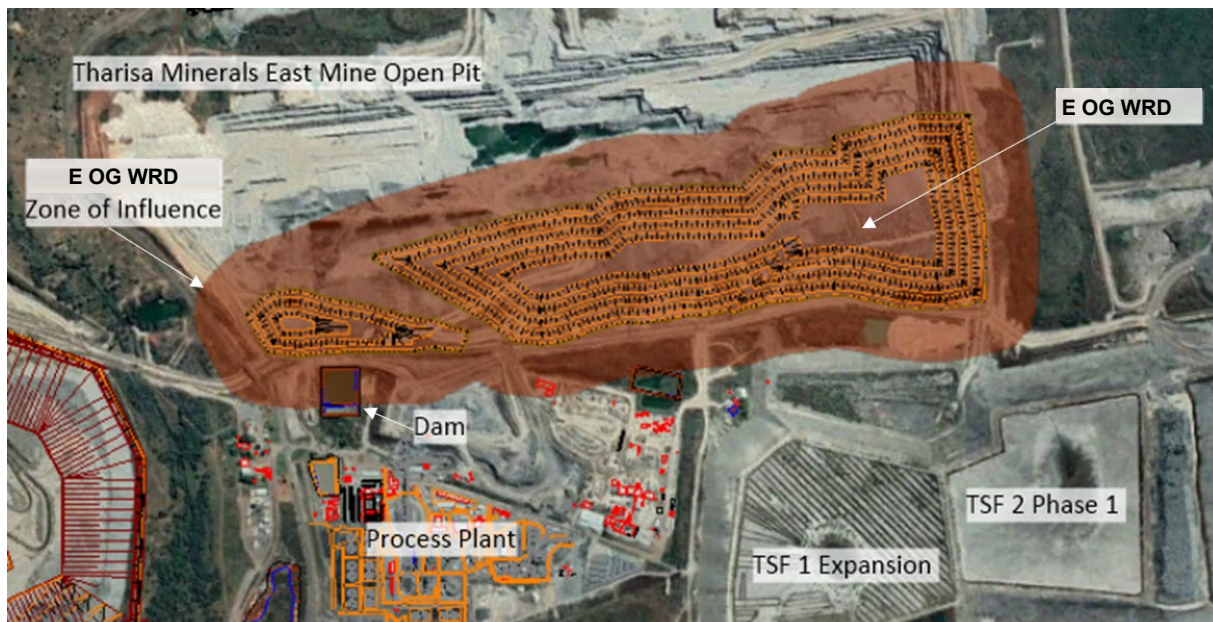 Tharisa Minerals East Mine Open Pit
E OG WRD
E OG WRD
Zone of Influence
Dam
Process Plant
TSF 2 Phase 1
TSF 1 Expansion